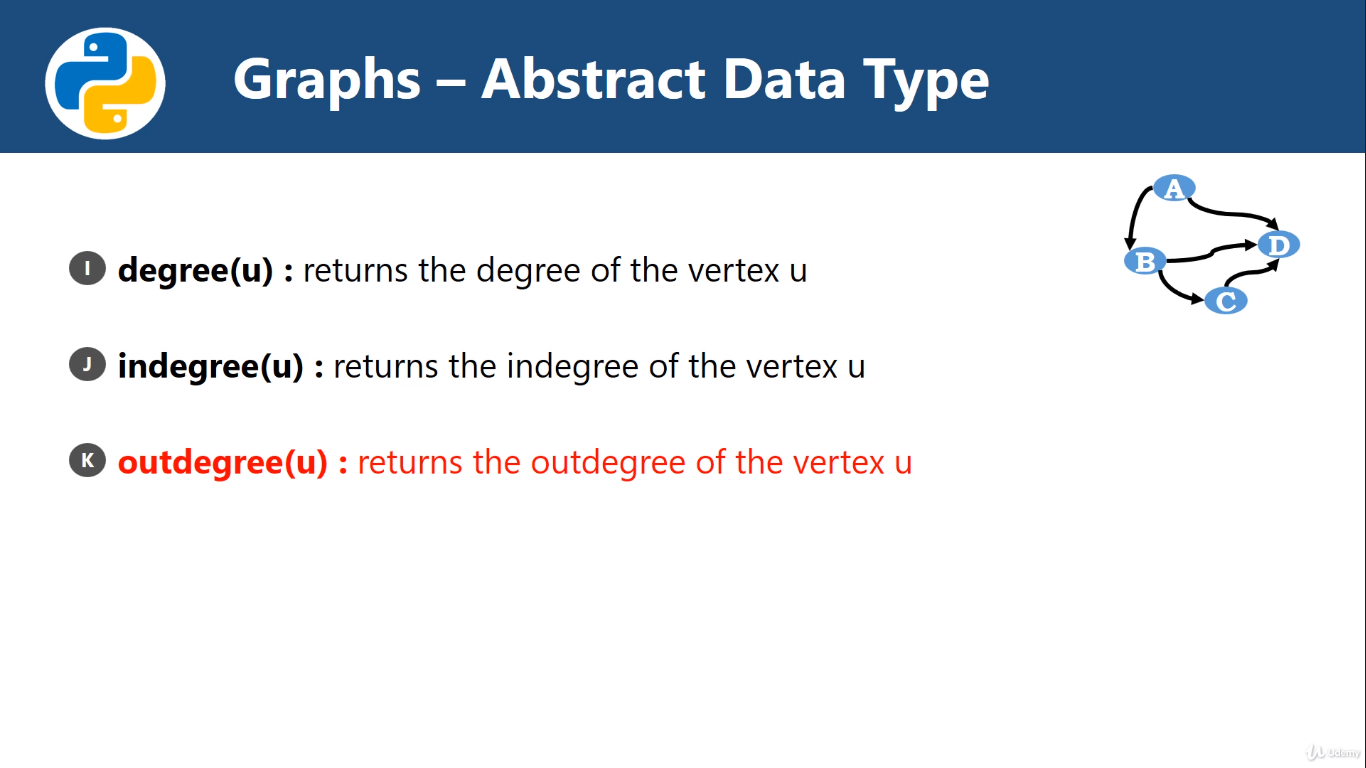 Graphs – Abstract Data Type
A
D
B
C
I degree(u) : returns the degree of the vertex u
J indegree(u) : returns the indegree of the vertex u
K outdegree(u) : returns the outdegree of the vertex u
Udemy